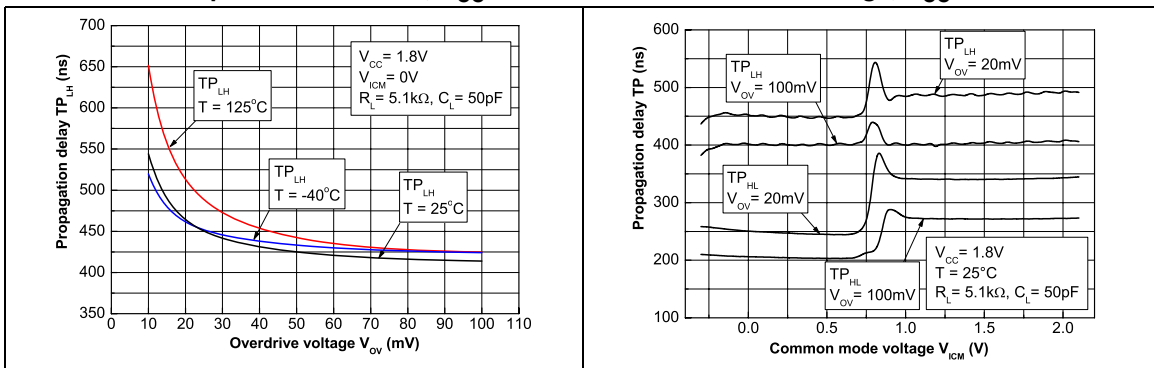 700
650
600
550
500
450
400
350
0 10 20 30 40 50 60 70 80 90 100 110
Propagation delay TP_LH (ns)
Overdrive voltage V_OV (mV)
V_CC = 1.8V
V_ICM = 0V
R_L = 5.1kΩ, C_L = 50pF
TP_LH
T = 125°C
TP_LH
T = -40°C
TP_LH
T = 25°C
600
500
400
300
200
100
0.0 0.5 1.0 1.5 2.0
Propagation delay TP (ns)
Common mode voltage V_ICM (V)
TP_LH
V_OV = 20mV
TP_LH
V_OV = 100mV
TP_HL
V_OV = 20mV
TP_HL
V_OV = 100mV
V_CC = 1.8V
T = 25°C
R_L = 5.1kΩ, C_L = 50pF